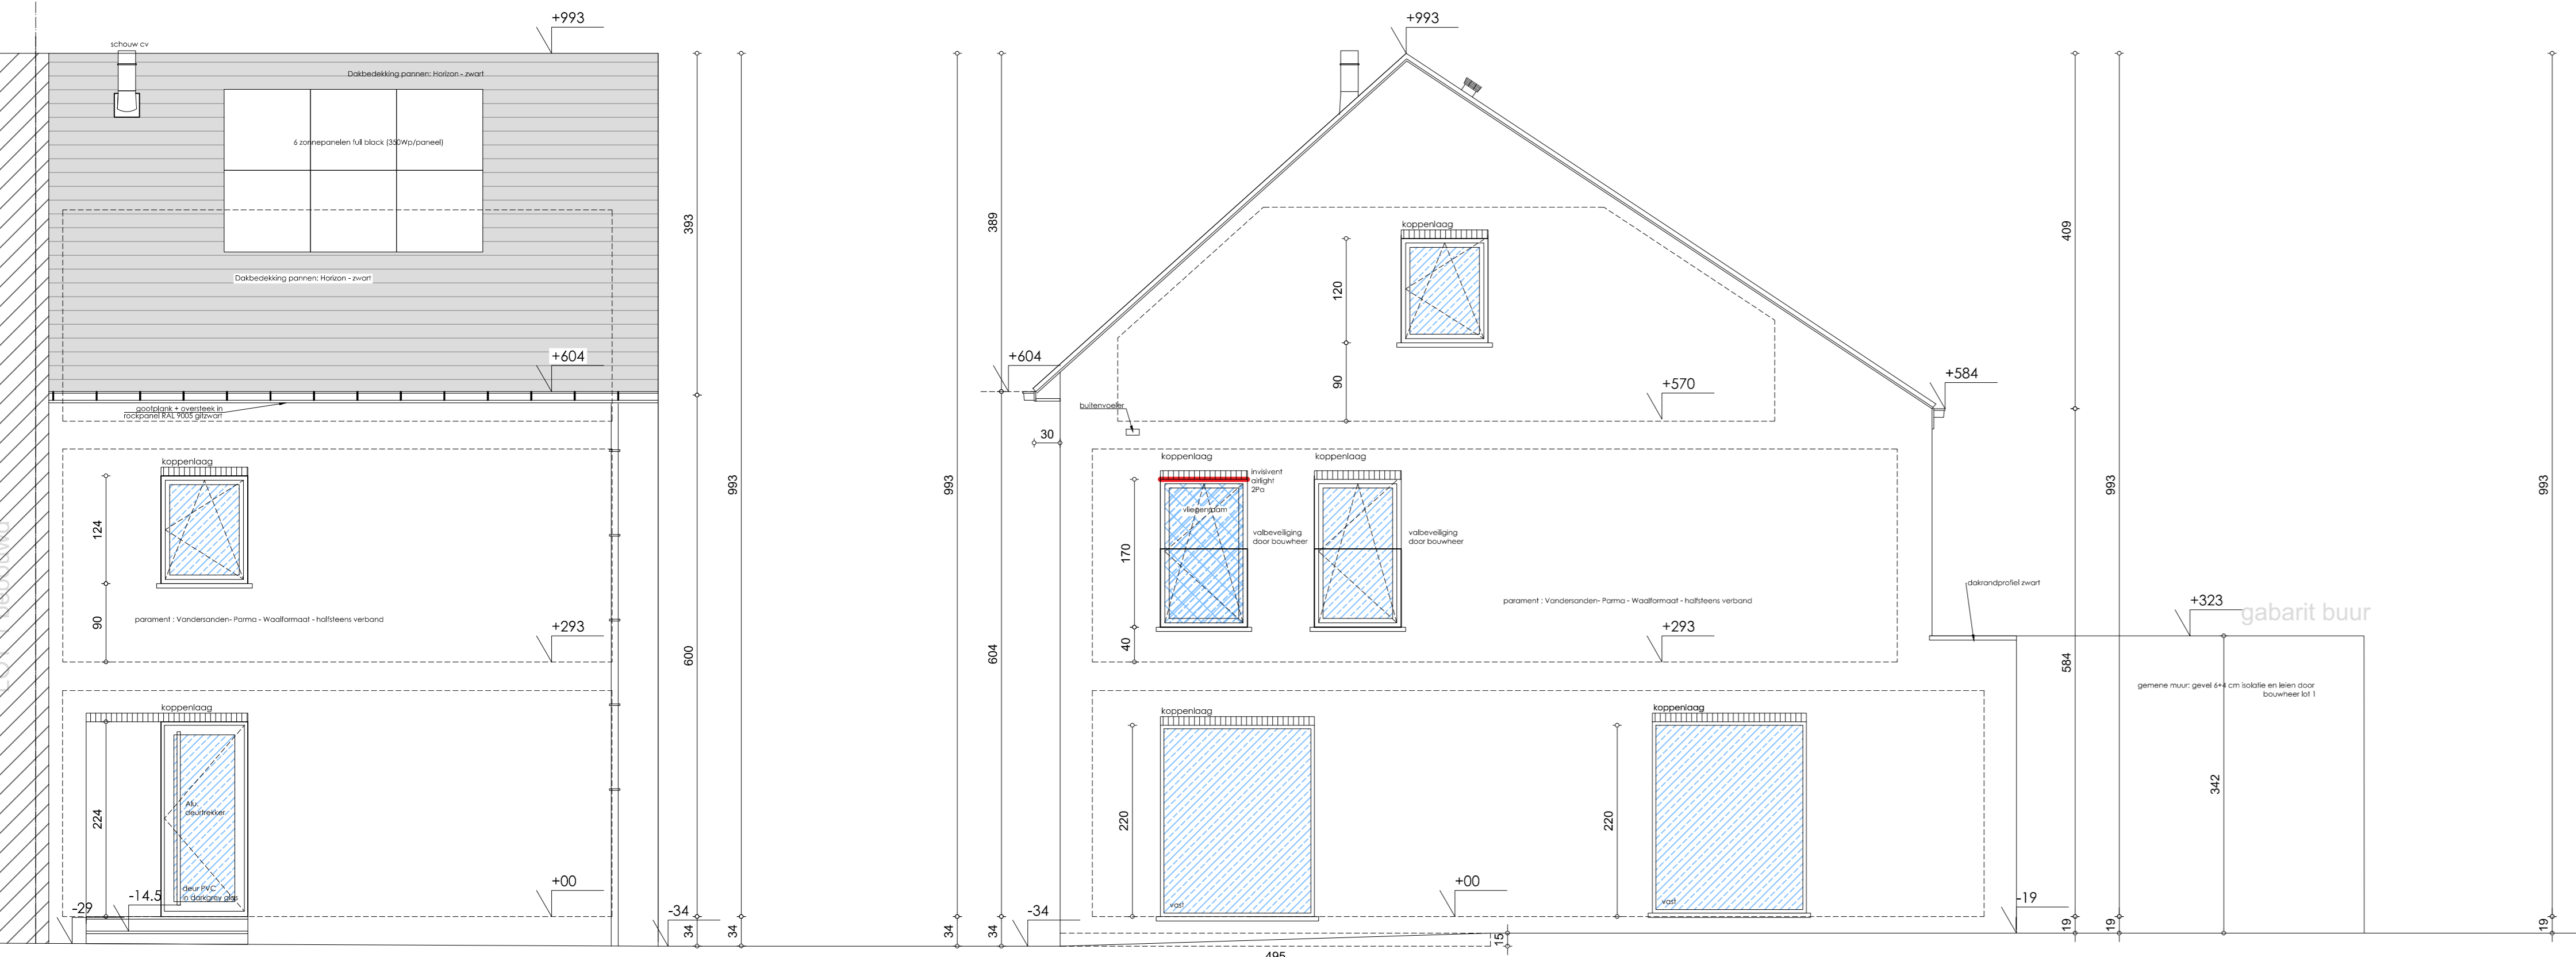 +993
schouw cv
Dakbedekking pannen: Horizon - zwart
6 zonnepanelen full black (350Wp/paneel)
Dakbedekking pannen: Horizon - zwart
+604
gootplank + oversteek in
rockpanel RAL 9005 gitzwart
koppenlaag
124
90
parament : Vandersanden- Parma - Waalformaat - halfsteens verband
+293
koppenlaag
224
Alu.
deurtrekker
deur PVC
in darkgrey glas
+00
-14.5
-29
-34
393
600
34
993
34
993
34
389
604
34
+993
+604
-34
30
buitenvoeler
koppenlaag
120
90
+570
+584
koppenlaag
invisivent
airlight
2Pa
vliegenraam
valbeveiliging
door bouwheer
170
40
koppenlaag
valbeveiliging
door bouwheer
parament : Vandersanden- Parma - Waalformaat - halfsteens verband
+293
koppenlaag
220
vast
koppenlaag
220
vast
+00
15
495
-19
dakrandprofiel zwart
409
584
19
993
19
+323
gabarit buur
gemene muur: gevel 6+4 cm isolatie en leien door
bouwheer lot 1
342
993
19